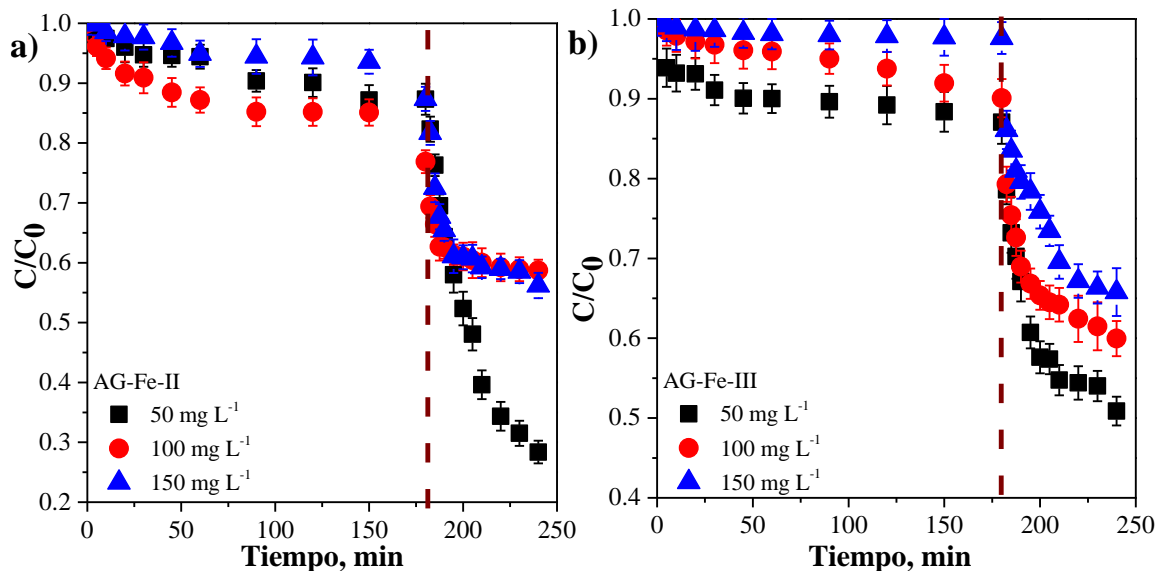 a)
1.0
0.9
0.8
0.7
0.6
0.5
0.4
0.3
0.2
C/C0
AG-Fe-II
50 mg L-1
100 mg L-1
150 mg L-1
0 50 100 150 200 250
Tiempo, min
b)
1.0
0.9
0.8
0.7
0.6
0.5
0.4
C/C0
AG-Fe-III
50 mg L-1
100 mg L-1
150 mg L-1
0 50 100 150 200 250
Tiempo, min